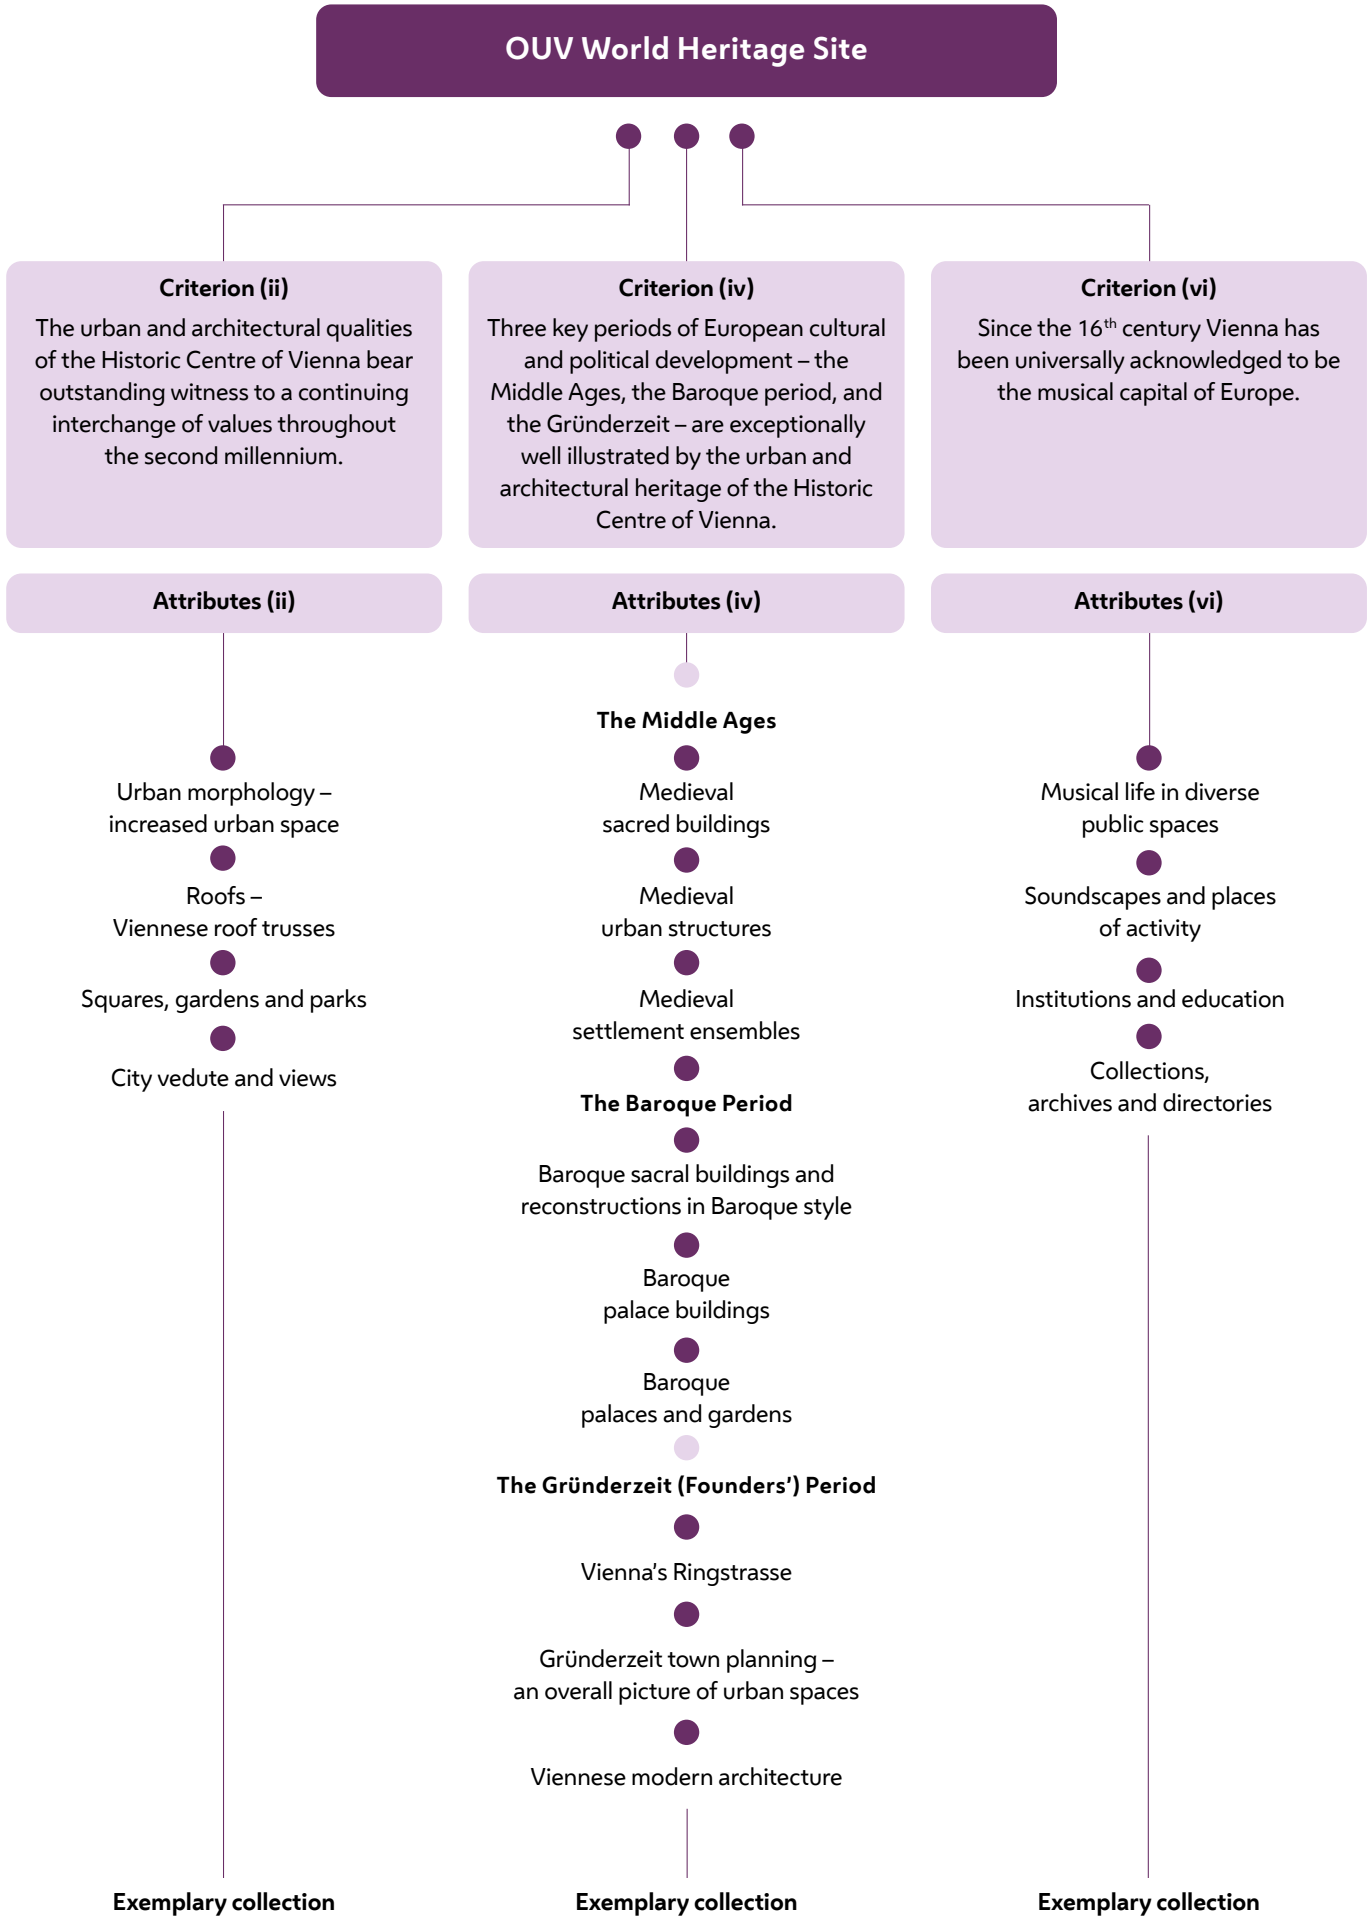 OUV World Heritage Site
Criterion (ii)
The urban and architectural qualities
of the Historic Centre of Vienna bear
outstanding witness to a continuing
interchange of values throughout
the second millennium.
Criterion (iv)
Three key periods of European cultural
and political development – the
Middle Ages, the Baroque period, and
the Gründerzeit – are exceptionally
well illustrated by the urban and
architectural heritage of the Historic
Centre of Vienna.
Criterion (vi)
Since the 16th century Vienna has
been universally acknowledged to be
the musical capital of Europe.
Attributes (ii)
Urban morphology –
increased urban space
Roofs –
Viennese roof trusses
Squares, gardens and parks
City vedute and views
Exemplary collection
Attributes (iv)
The Middle Ages
Medieval
sacred buildings
Medieval
urban structures
Medieval
settlement ensembles
The Baroque Period
Baroque sacral buildings and
reconstructions in Baroque style
Baroque
palace buildings
Baroque
palaces and gardens
The Gründerzeit (Founders’) Period
Vienna’s Ringstrasse
Gründerzeit town planning –
an overall picture of urban spaces
Viennese modern architecture
Exemplary collection
Attributes (vi)
Musical life in diverse
public spaces
Soundscapes and places
of activity
Institutions and education
Collections,
archives and directories
Exemplary collection